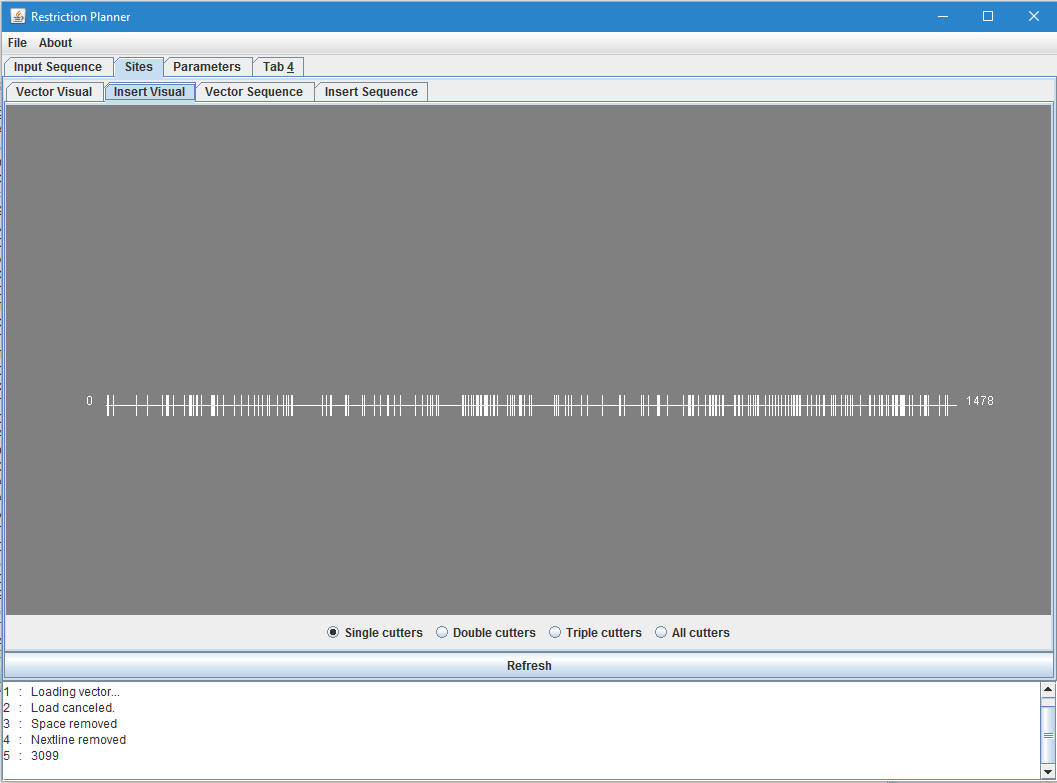 Restriction Planner
File About
Input Sequence Sites Parameters Tab 4
Vector Visual Insert Visual Vector Sequence Insert Sequence
0 1478
Single cutters Double cutters Triple cutters All cutters
Refresh
1 : Loading vector...
2 : Load canceled.
3 : Space removed
4 : Nextline removed
5 : 3099